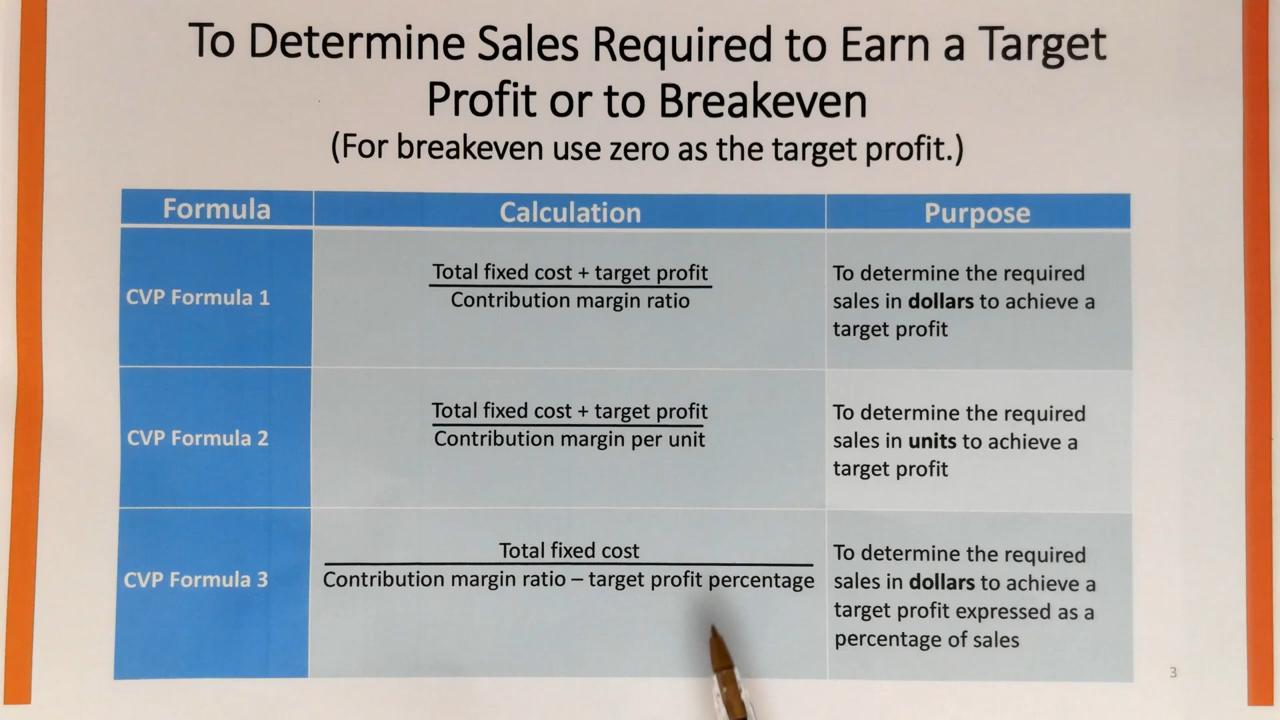 To Determine Sales Required to Earn a Target
Profit or to Breakeven
(For breakeven use zero as the target profit.)
Formula
Calculation
Purpose
CVP Formula 1
Total fixed cost + target profit
Contribution margin ratio
To determine the required
sales in dollars to achieve a
target profit
CVP Formula 2
Total fixed cost + target profit
Contribution margin per unit
To determine the required
sales in units to achieve a
target profit
CVP Formula 3
Total fixed cost
Contribution margin ratio – target profit percentage
To determine the required
sales in dollars to achieve a
target profit expressed as a
percentage of sales
3